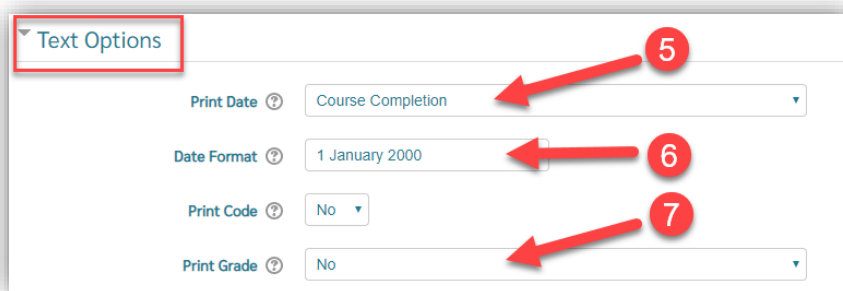 Text Options
5
Print Date Course Completion
Date Format 1 January 2000
6
Print Code No
7
Print Grade No